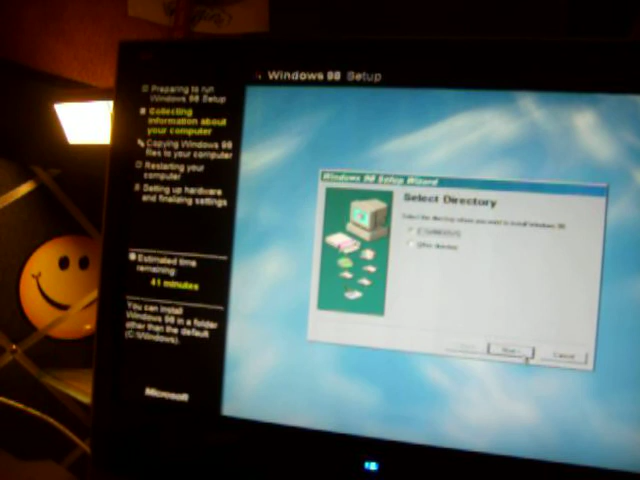 Windows 98 Setup
Preparing to run
Windows 98 Setup
Collecting
information about
your computer
Copying Windows 98
files to your computer
Restarting your
computer
Setting up hardware
and finalizing settings
Estimated time
remaining:
41 minutes
You can install
Windows 98 in a folder
other than the default
(C:\Windows).
Microsoft
Windows 98 Setup Wizard
Select Directory
Select the directory where you want to install Windows 98.
Other directory
Cancel